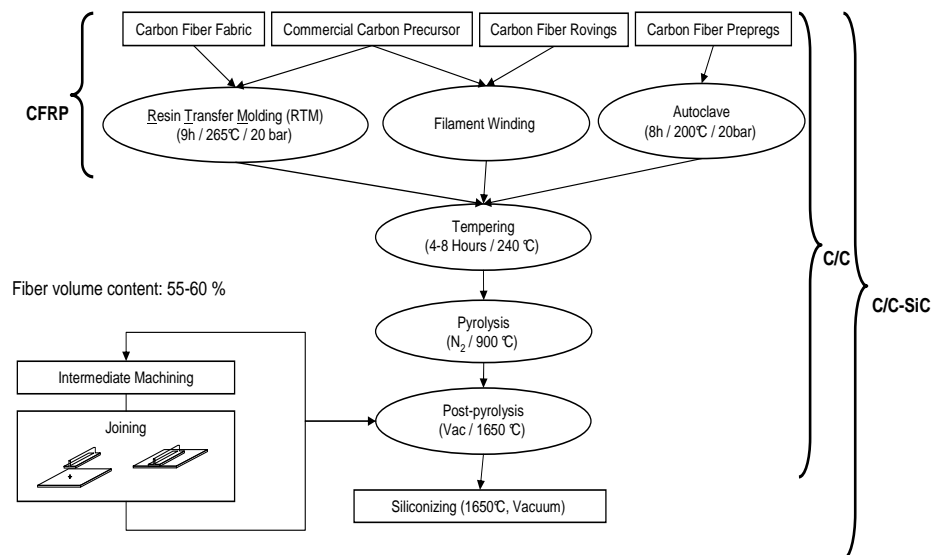 Carbon Fiber Fabric
Commercial Carbon Precursor
Carbon Fiber Rovings
Carbon Fiber Prepregs
CFRP
Resin Transfer Molding (RTM)
(9h / 265℃ / 20 bar)
Filament Winding
Autoclave
(8h / 200℃ / 20bar)
Tempering
(4-8 Hours / 240 ℃)
C/C
C/C-SiC
Fiber volume content: 55-60 %
Pyrolysis
(N₂ / 900 ℃)
Intermediate Machining
Joining
Post-pyrolysis
(Vac / 1650 ℃)
Siliconizing (1650℃, Vacuum)